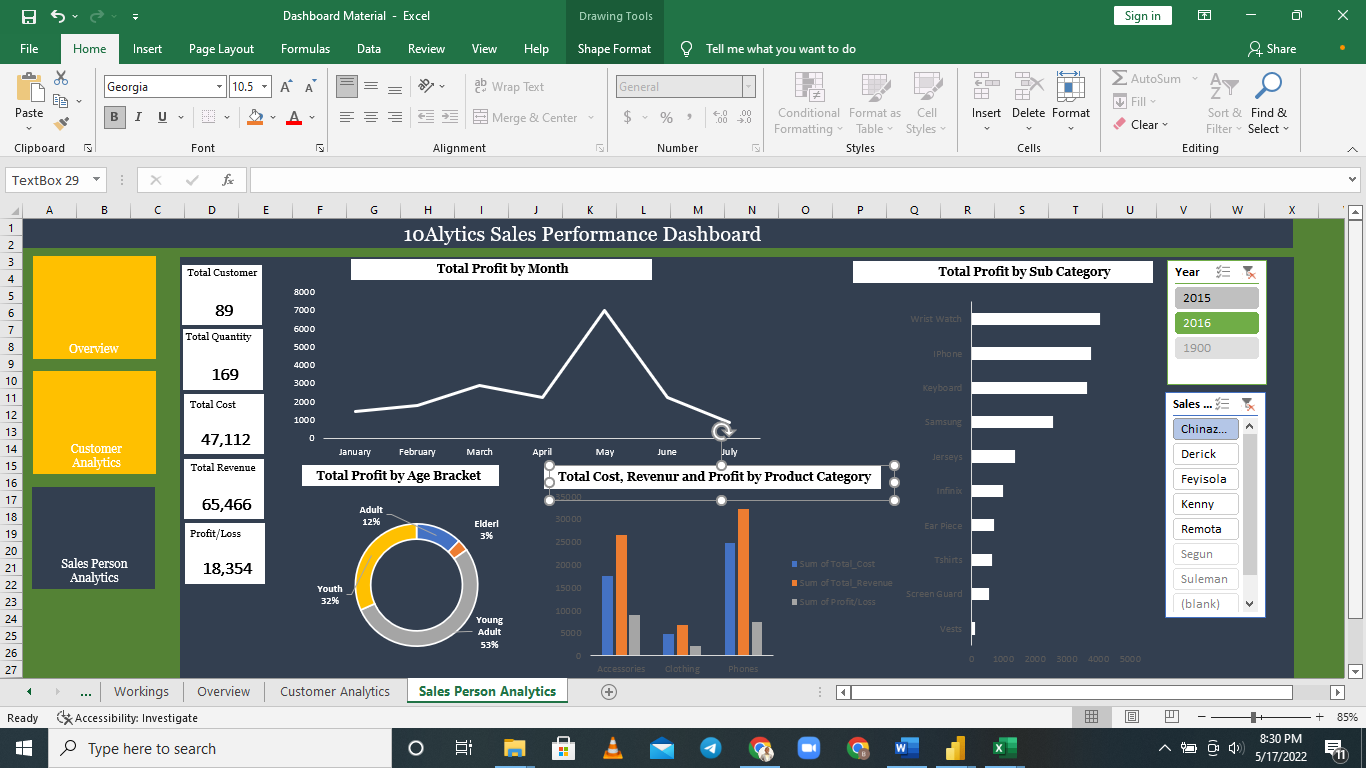 Dashboard Material - Excel
Drawing Tools
Sign in
File Home Insert Page Layout Formulas Data Review View Help Shape Format Tell me what you want to do Share
Georgia 10.5
Wrap Text
General
AutoSum
Paste
B I U
Merge & Center
$ % ,
Conditional Formatting
Format as Table
Cell Styles
Insert Delete Format
Fill
Clear
Sort & Filter
Find & Select
Clipboard Font Alignment Number Styles Cells Editing
TextBox 29
fx
A B C D E F G H I J K L M N O P Q R S T U V W X
1
2
3
4
5
6
7
8
9
10
11
12
13
14
15
16
17
18
19
20
21
22
23
24
25
26
27
10Alytics Sales Performance Dashboard
Overview
Customer
Analytics
Sales Person
Analytics
Total Customer
89
Total Quantity
169
Total Cost
47,112
Total Revenue
65,466
Profit/Loss
18,354
Total Profit by Month
8000
7000
6000
5000
4000
3000
2000
1000
0
January February March April May June July
Total Profit by Age Bracket
Adult
12%
Elderl
3%
Youth
32%
Young
Adult
53%
Total Cost, Revenur and Profit by Product Category
35000
30000
25000
20000
15000
10000
5000
0
Accessories Clothing Phones
Sum of Total_Cost
Sum of Total_Revenue
Sum of Profit/Loss
Total Profit by Sub Category
Wrist Watch
IPhone
Keyboard
Samsung
Jerseys
Infinix
Ear Piece
Tshirts
Screen Guard
Vests
0 1000 2000 3000 4000 5000
Year
2015
2016
1900
Sales ...
Chinaz...
Derick
Feyisola
Kenny
Remota
Segun
Suleman
(blank)
... Workings Overview Customer Analytics Sales Person Analytics
Ready Accessibility: Investigate
85%
Type here to search
8:30 PM
5/17/2022
11